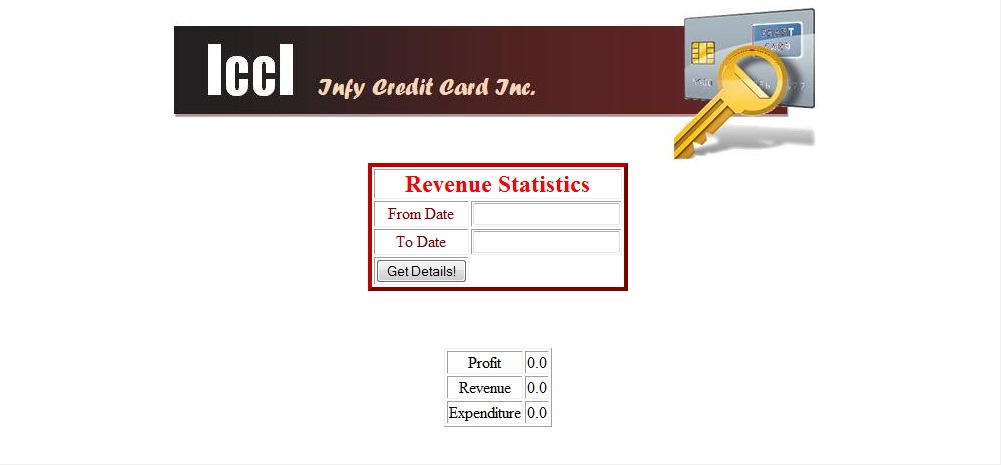 Iccl Infy Credit Card Inc.
Revenue Statistics
From Date
To Date
Get Details!
Profit 0.0
Revenue 0.0
Expenditure 0.0